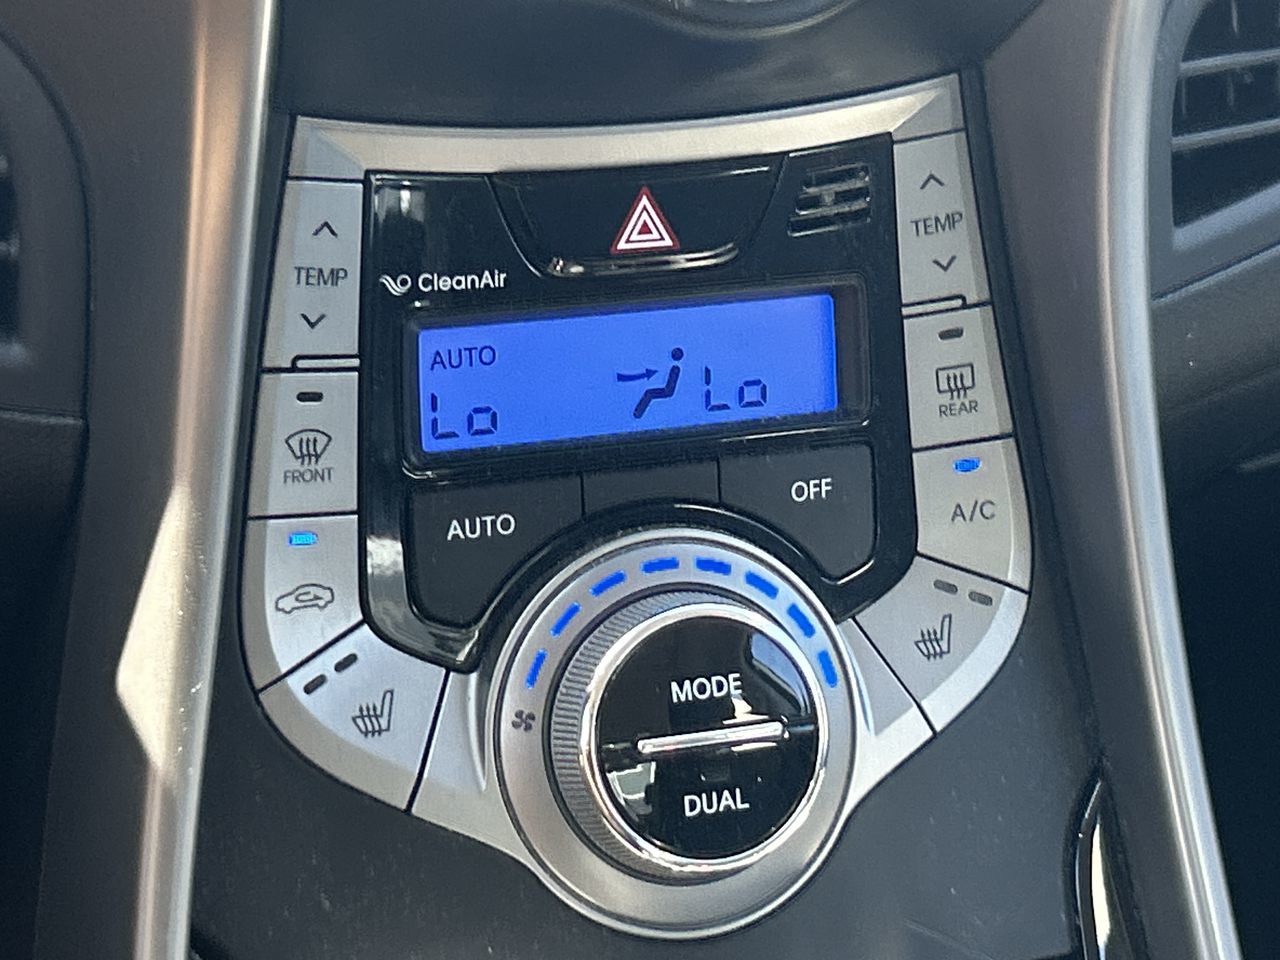 TEMP
TEMP
CleanAir
AUTO
Lo
Lo
FRONT
REAR
AUTO
OFF
A/C
MODE
DUAL